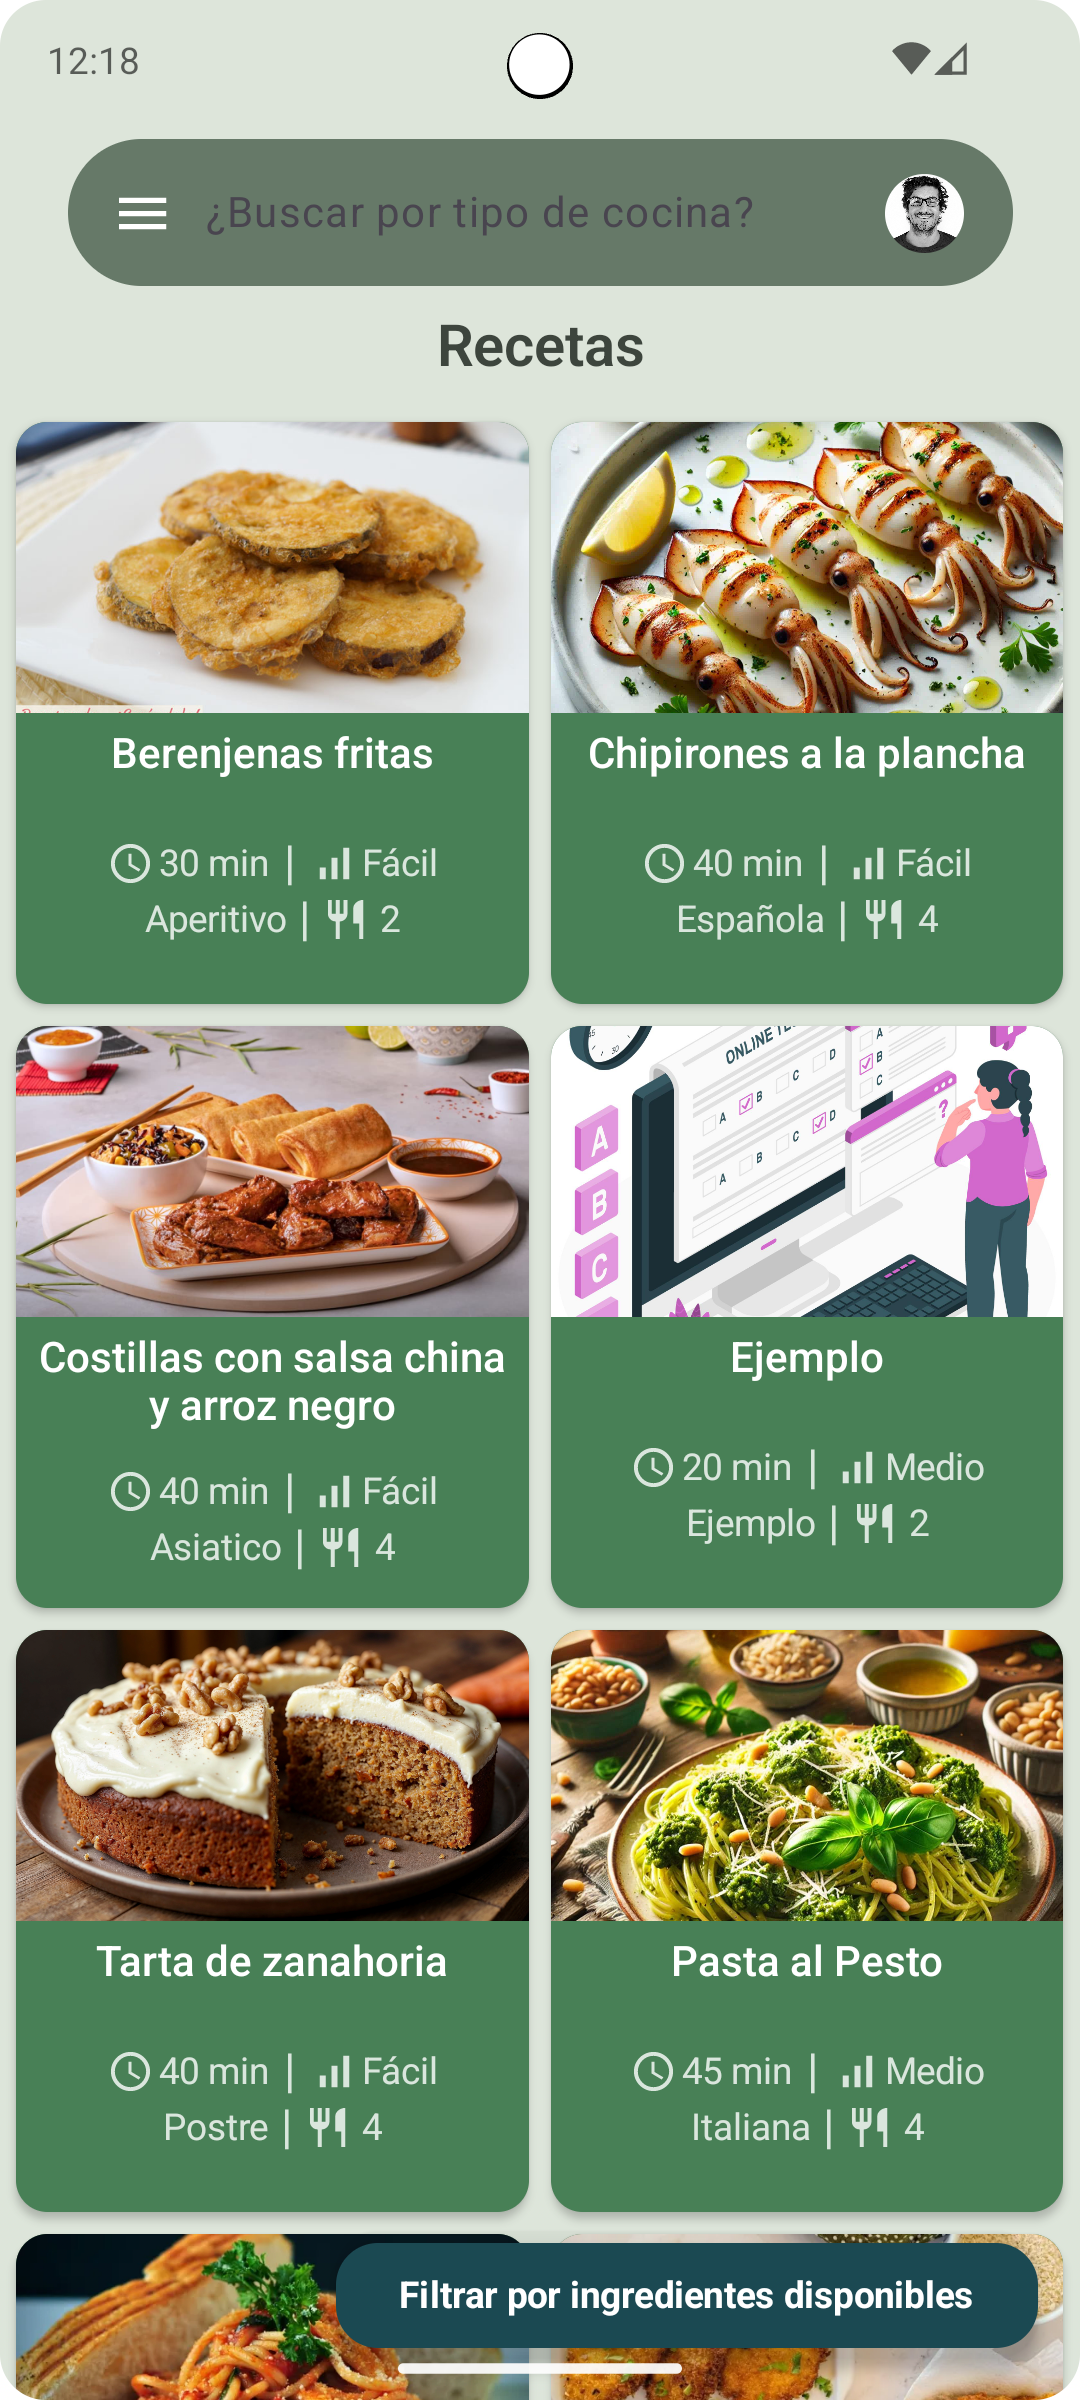 12:18
¿Buscar por tipo de cocina?
Recetas
Berenjenas fritas
30 min | Fácil
Aperitivo | 2
Chipirones a la plancha
40 min | Fácil
Española | 4
Costillas con salsa china
y arroz negro
40 min | Fácil
Asiatico | 4
ONLINE
A B C D
A B C D
A B C
A
B
C
A
B
C
?
Ejemplo
20 min | Medio
Ejemplo | 2
Tarta de zanahoria
40 min | Fácil
Postre | 4
Pasta al Pesto
45 min | Medio
Italiana | 4
Filtrar por ingredientes disponibles